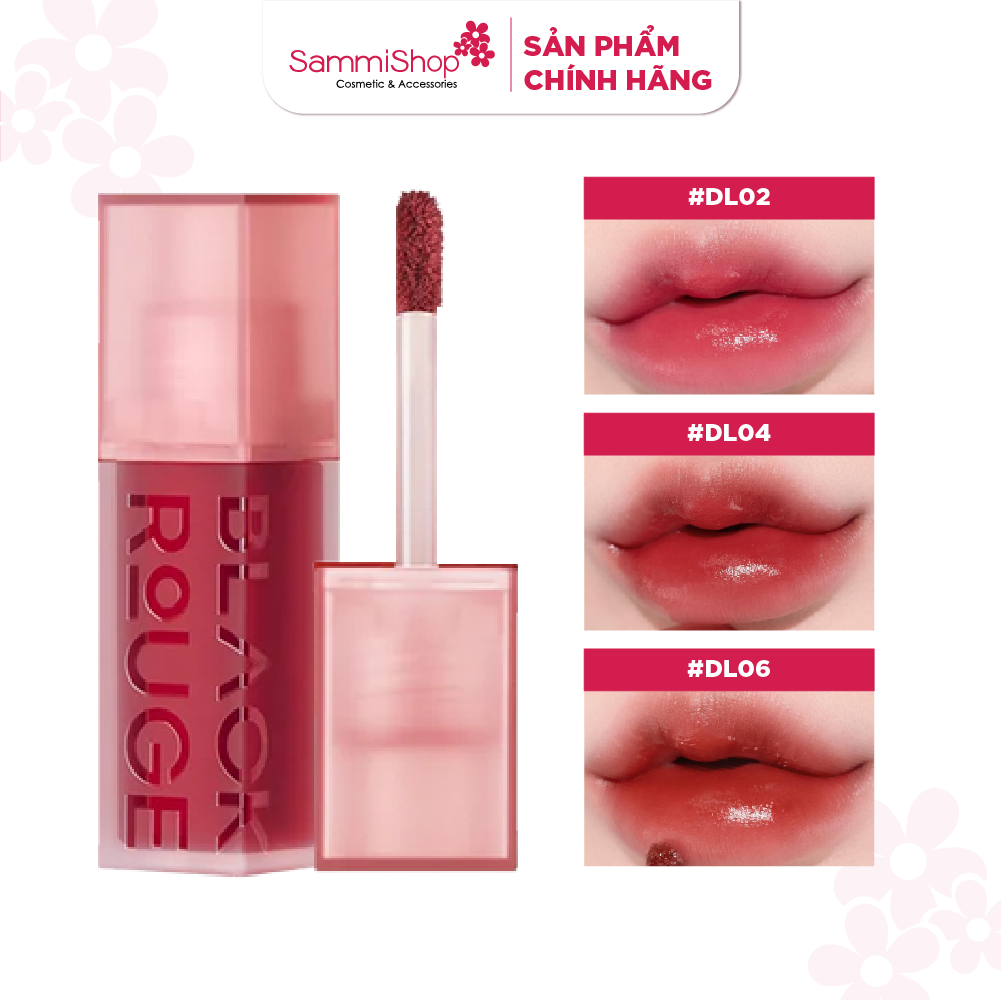 SammiShop
Cosmetic & Accessories
SẢN PHẨM
CHÍNH HÃNG
BLACK
ROUGE
#DL02
#DL04
#DL06